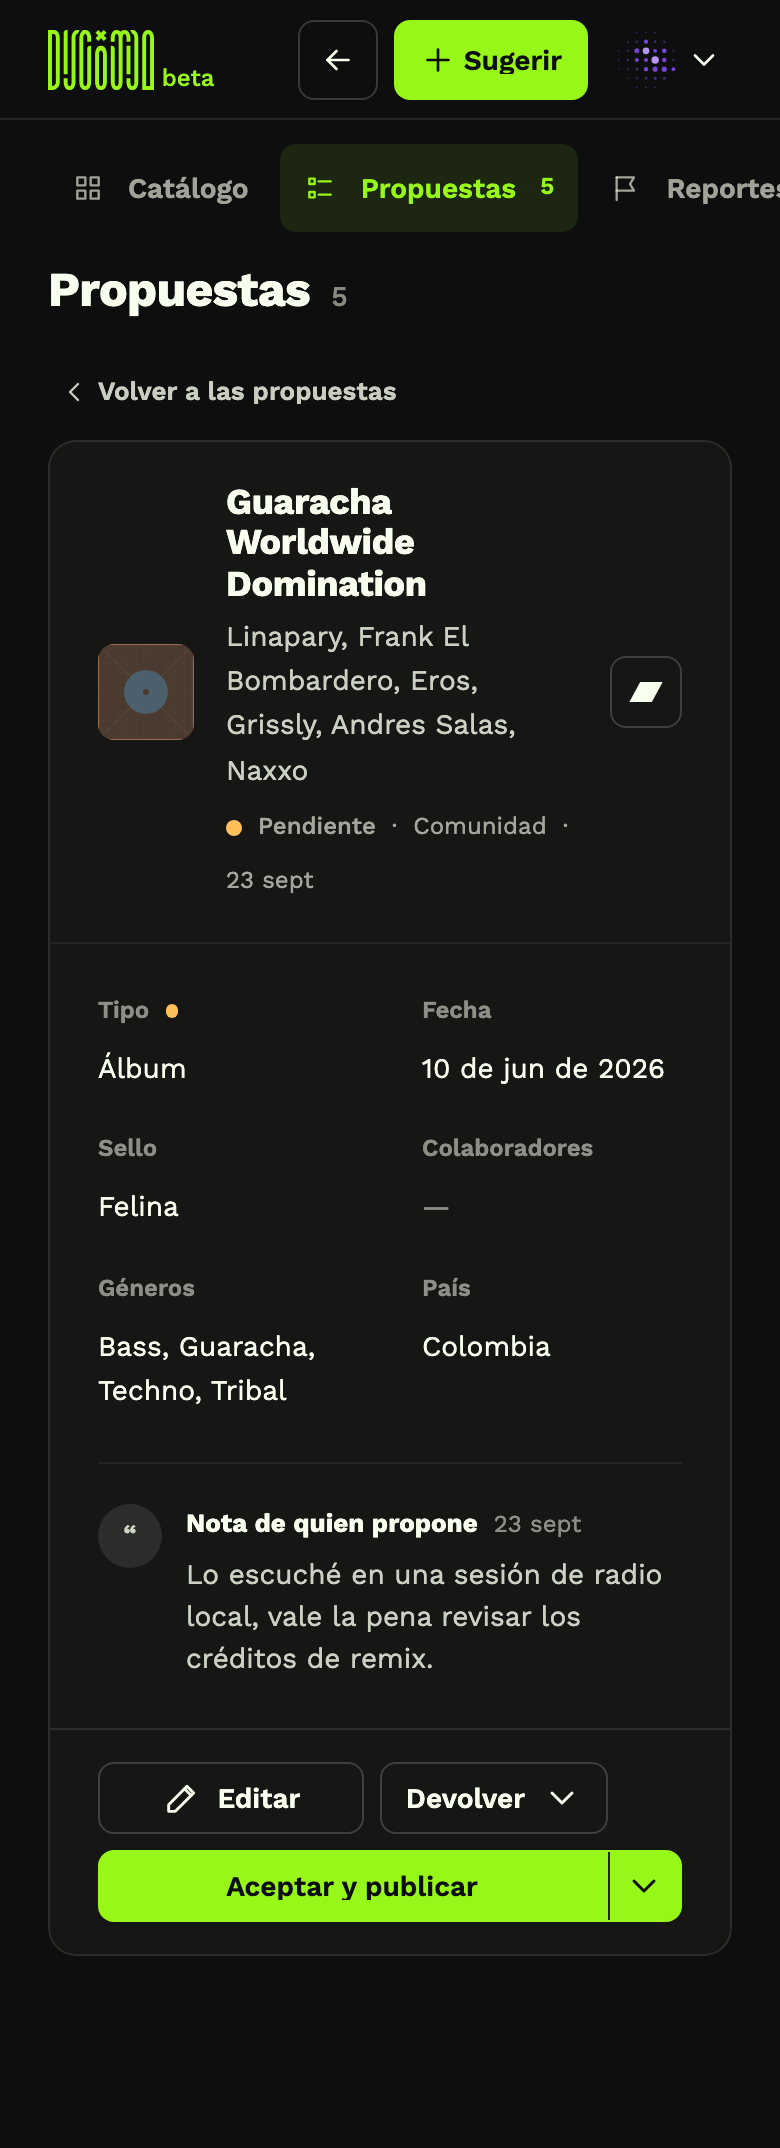 beta
Sugerir
Catálogo
Propuestas 5
Reportes
Propuestas 5
Volver a las propuestas
Guaracha
Worldwide
Domination
Linapary, Frank El
Bombardero, Eros,
Grissly, Andres Salas,
Naxxo
Pendiente · Comunidad ·
23 sept
Tipo
Fecha
Álbum
10 de jun de 2026
Sello
Colaboradores
Felina
—
Géneros
País
Bass, Guaracha,
Techno, Tribal
Colombia
“
Nota de quien propone 23 sept
Lo escuché en una sesión de radio
local, vale la pena revisar los
créditos de remix.
Editar
Devolver
Aceptar y publicar